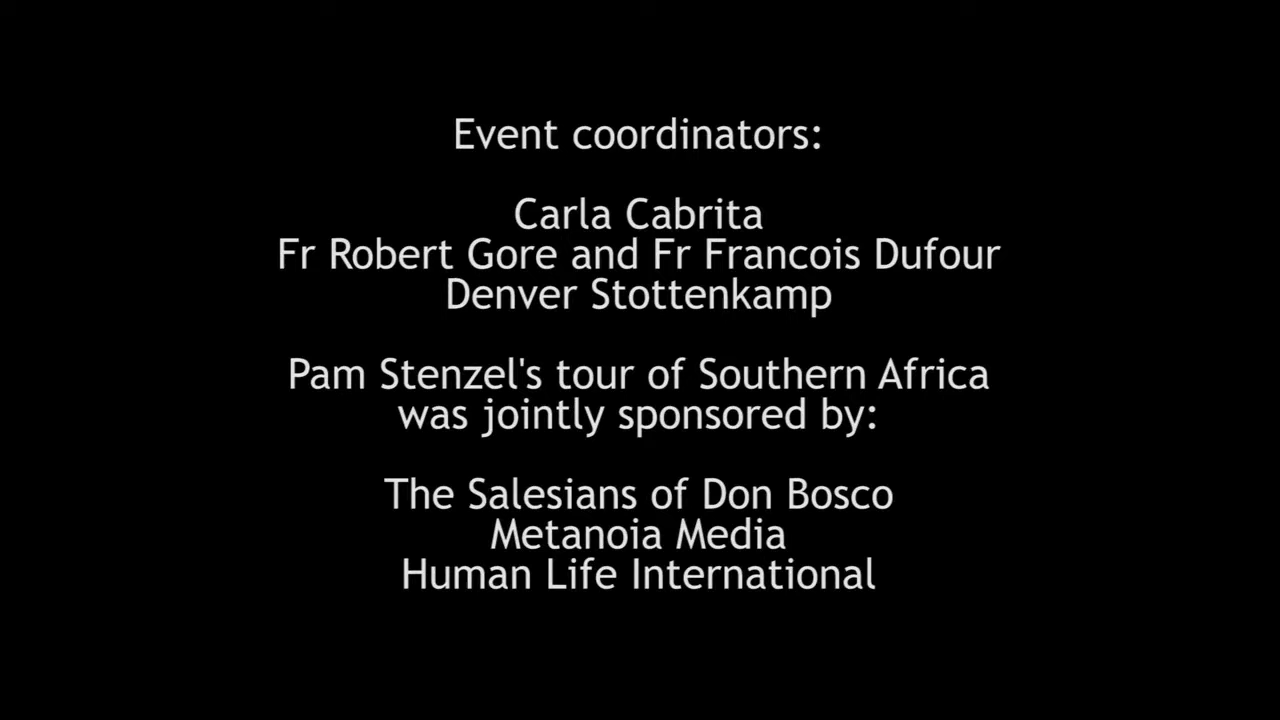 Event coordinators:
Carla Cabrita
Fr Robert Gore and Fr Francois Dufour
Denver Stottenkamp
Pam Stenzel's tour of Southern Africa
was jointly sponsored by:
The Salesians of Don Bosco
Metanoia Media
Human Life International